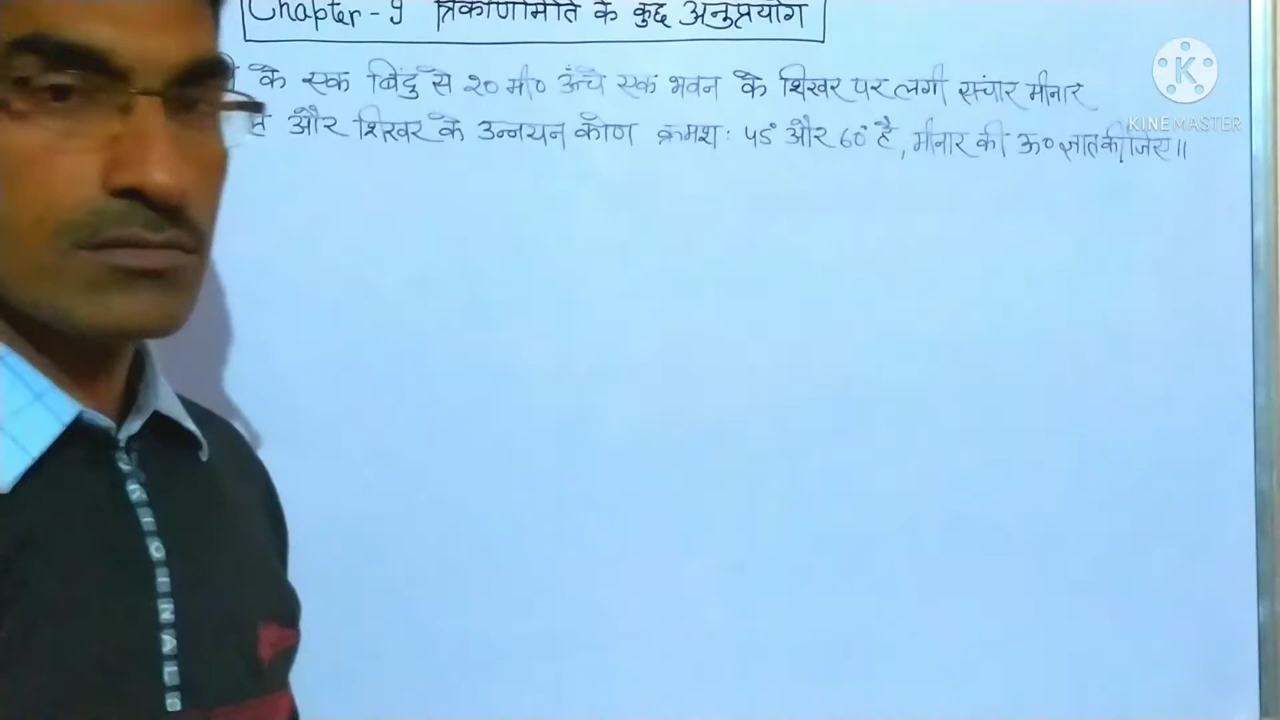 Chapter - 9 त्रिकोणमिति के कुछ अनुप्रयोग
के एक बिंदु से २० मी० ऊँचे एक भवन के शिखर पर लगी संचार मीनार
और शिखर के उन्नयन कोण क्रमश: 45° और 60° है, मीनार की ऊ० ज्ञात कीजिए॥
K
KINEMASTER